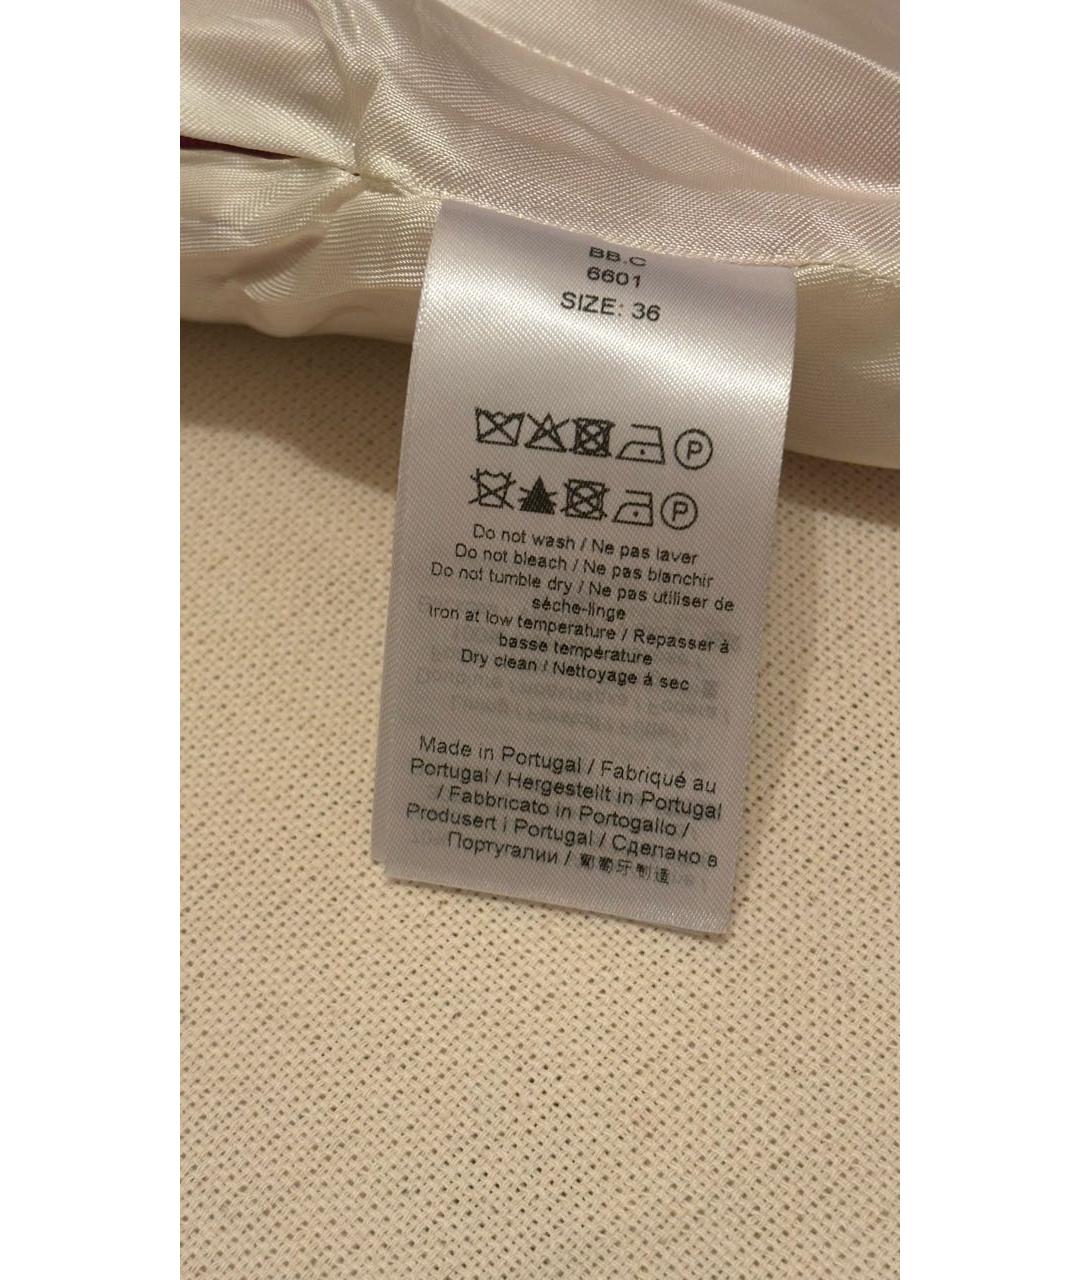 BB.C
6601
SIZE: 36
P
P
Do not wash / Ne pas laver
Do not bleach / Ne pas blanchir
Do not tumble dry / Ne pas utiliser de
sèche-linge
Iron at low temperature / Repasser à
basse température
Dry clean / Nettoyage à sec
Made in Portugal / Fabriqué au
Portugal / Hergestellt in Portugal
/ Fabbricato in Portogallo /
Produsert i Portugal / Сделано в
Португалии / 葡萄牙制造